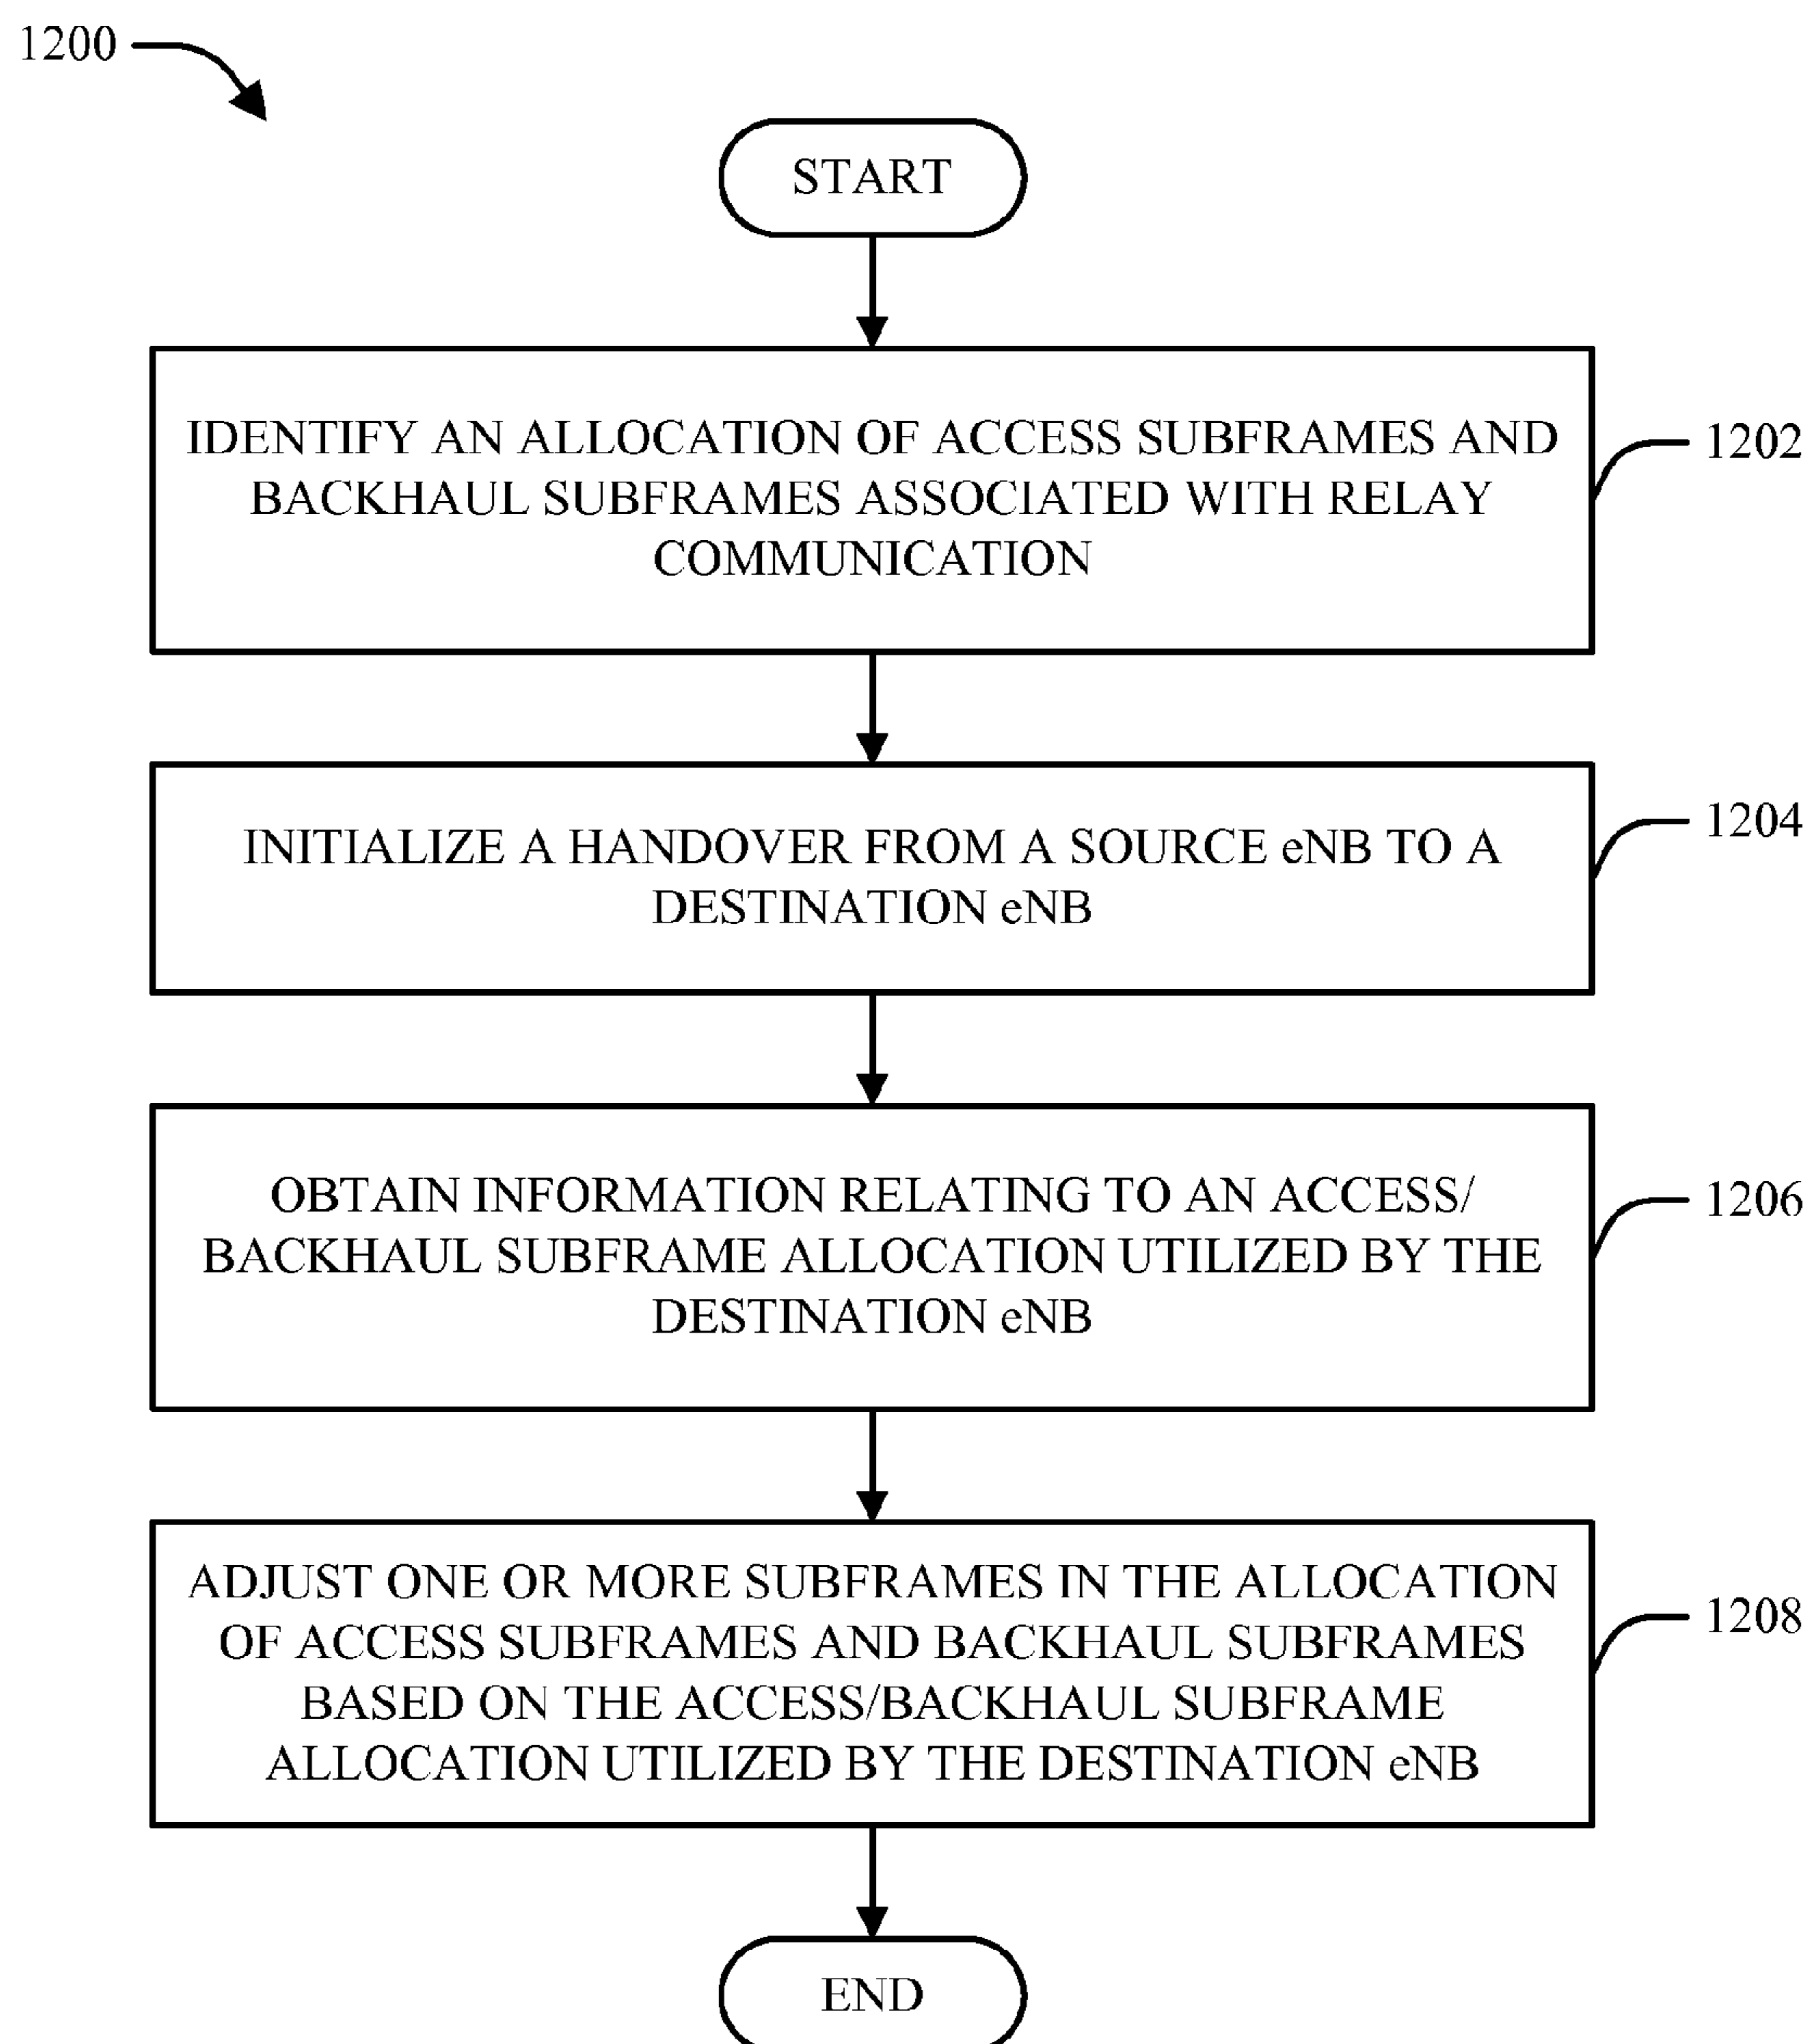 1200
START
IDENTIFY AN ALLOCATION OF ACCESS SUBFRAMES AND
BACKHAUL SUBFRAMES ASSOCIATED WITH RELAY
COMMUNICATION
1202
INITIALIZE A HANDOVER FROM A SOURCE eNB TO A
DESTINATION eNB
1204
OBTAIN INFORMATION RELATING TO AN ACCESS/
BACKHAUL SUBFRAME ALLOCATION UTILIZED BY THE
DESTINATION eNB
1206
ADJUST ONE OR MORE SUBFRAMES IN THE ALLOCATION
OF ACCESS SUBFRAMES AND BACKHAUL SUBFRAMES
BASED ON THE ACCESS/BACKHAUL SUBFRAME
ALLOCATION UTILIZED BY THE DESTINATION eNB
1208
END